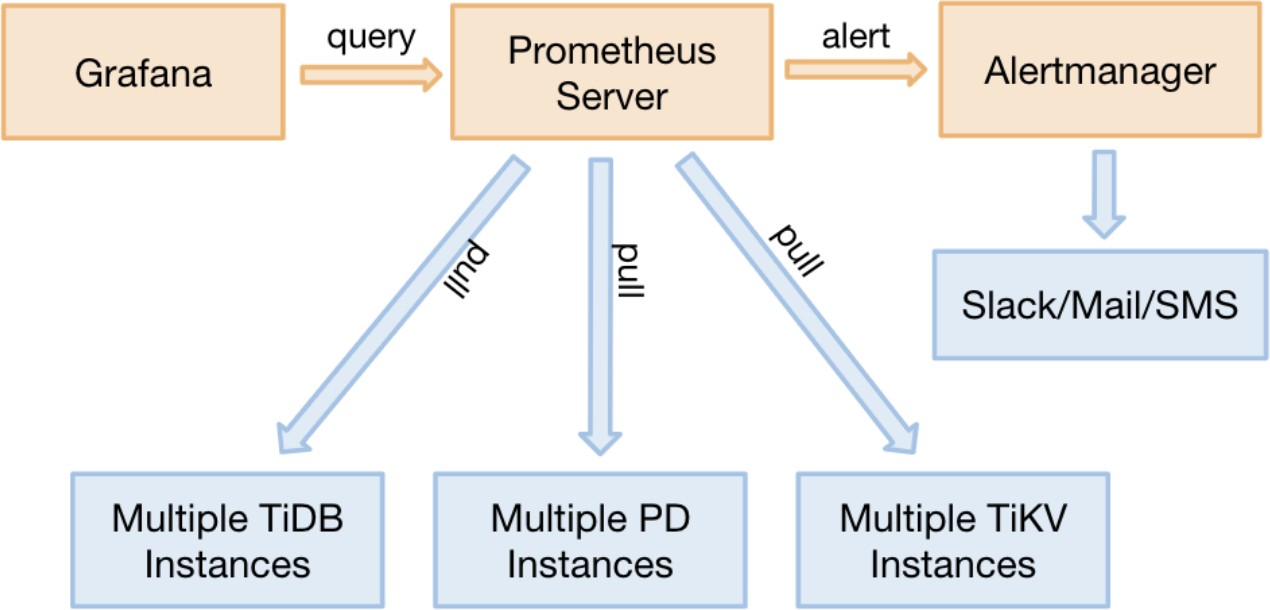 Grafana
query
Prometheus
Server
alert
Alertmanager
pull
pull
pull
Slack/Mail/SMS
Multiple TiDB
Instances
Multiple PD
Instances
Multiple TiKV
Instances